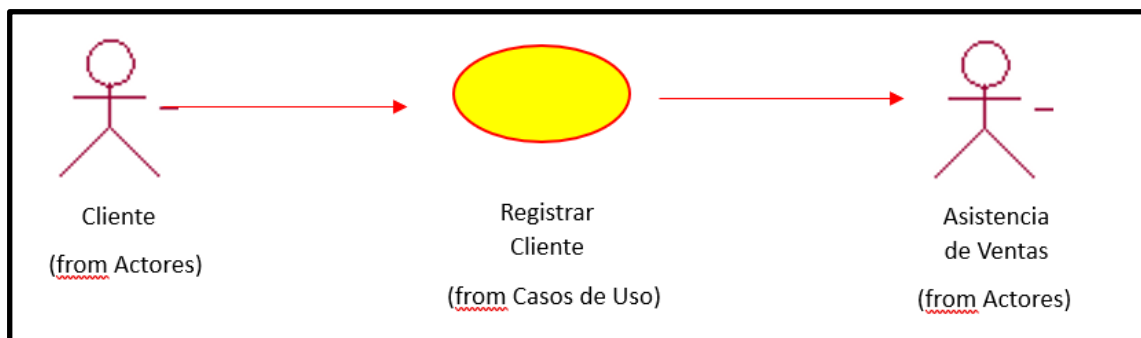 Cliente
(from Actores)
Registrar
Cliente
(from Casos de Uso)
Asistencia
de Ventas
(from Actores)